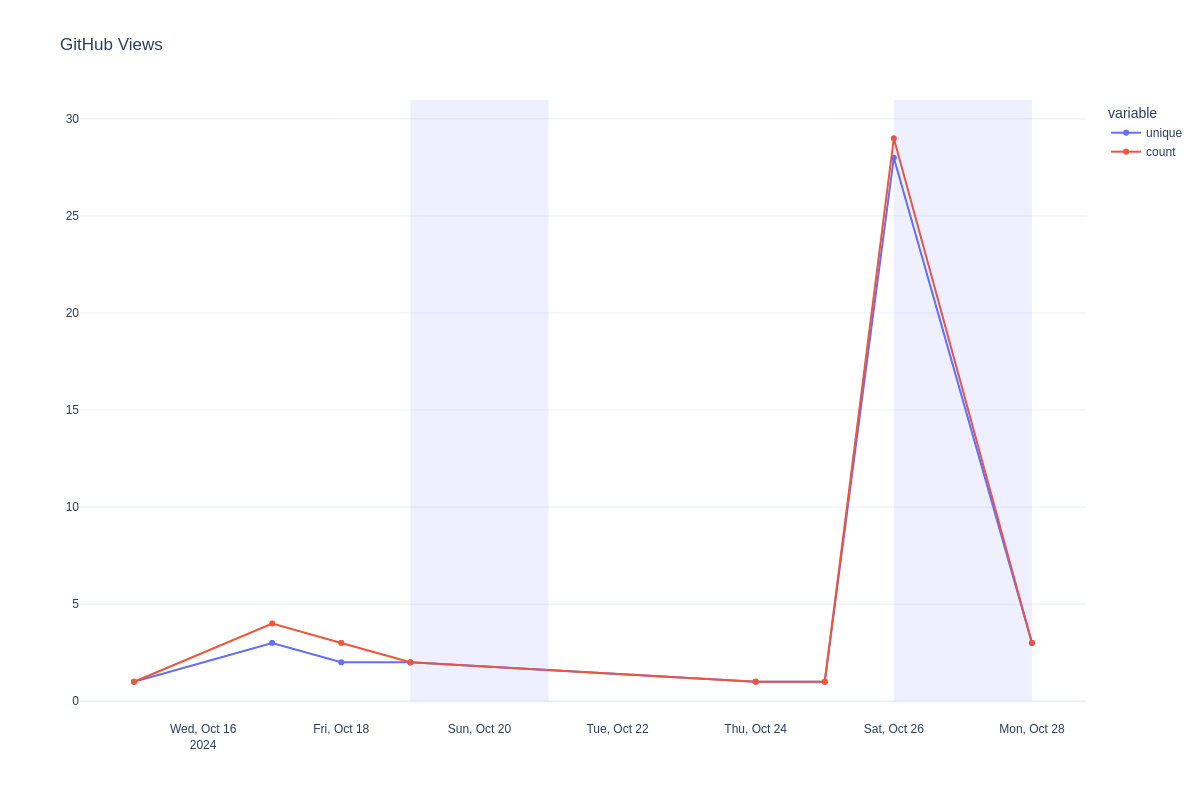 GitHub Views
variable
unique
count
30
25
20
15
10
5
0
Wed, Oct 16
2024
Fri, Oct 18
Sun, Oct 20
Tue, Oct 22
Thu, Oct 24
Sat, Oct 26
Mon, Oct 28